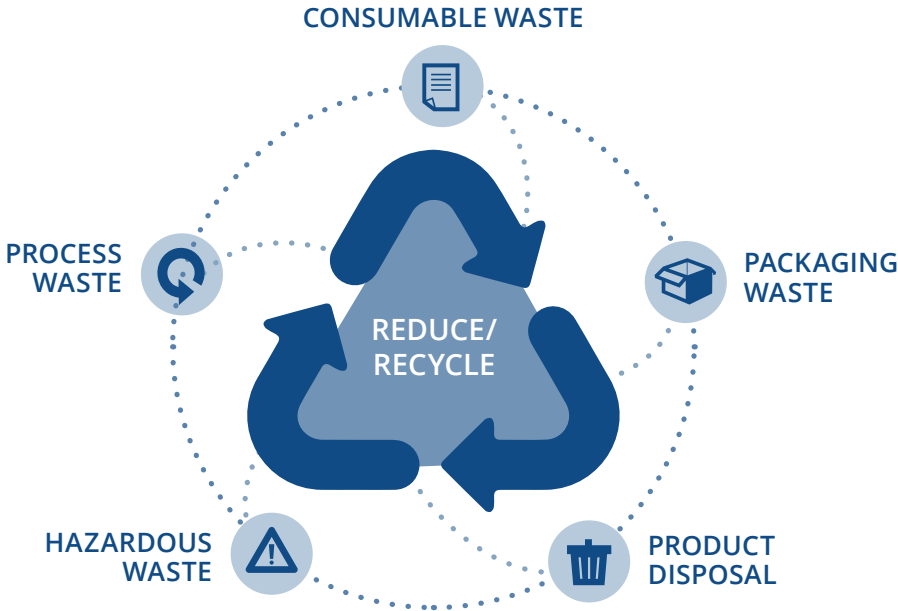 CONSUMABLE WASTE
PROCESS
WASTE
PACKAGING
WASTE
REDUCE/
RECYCLE
HAZARDOUS
WASTE
PRODUCT
DISPOSAL